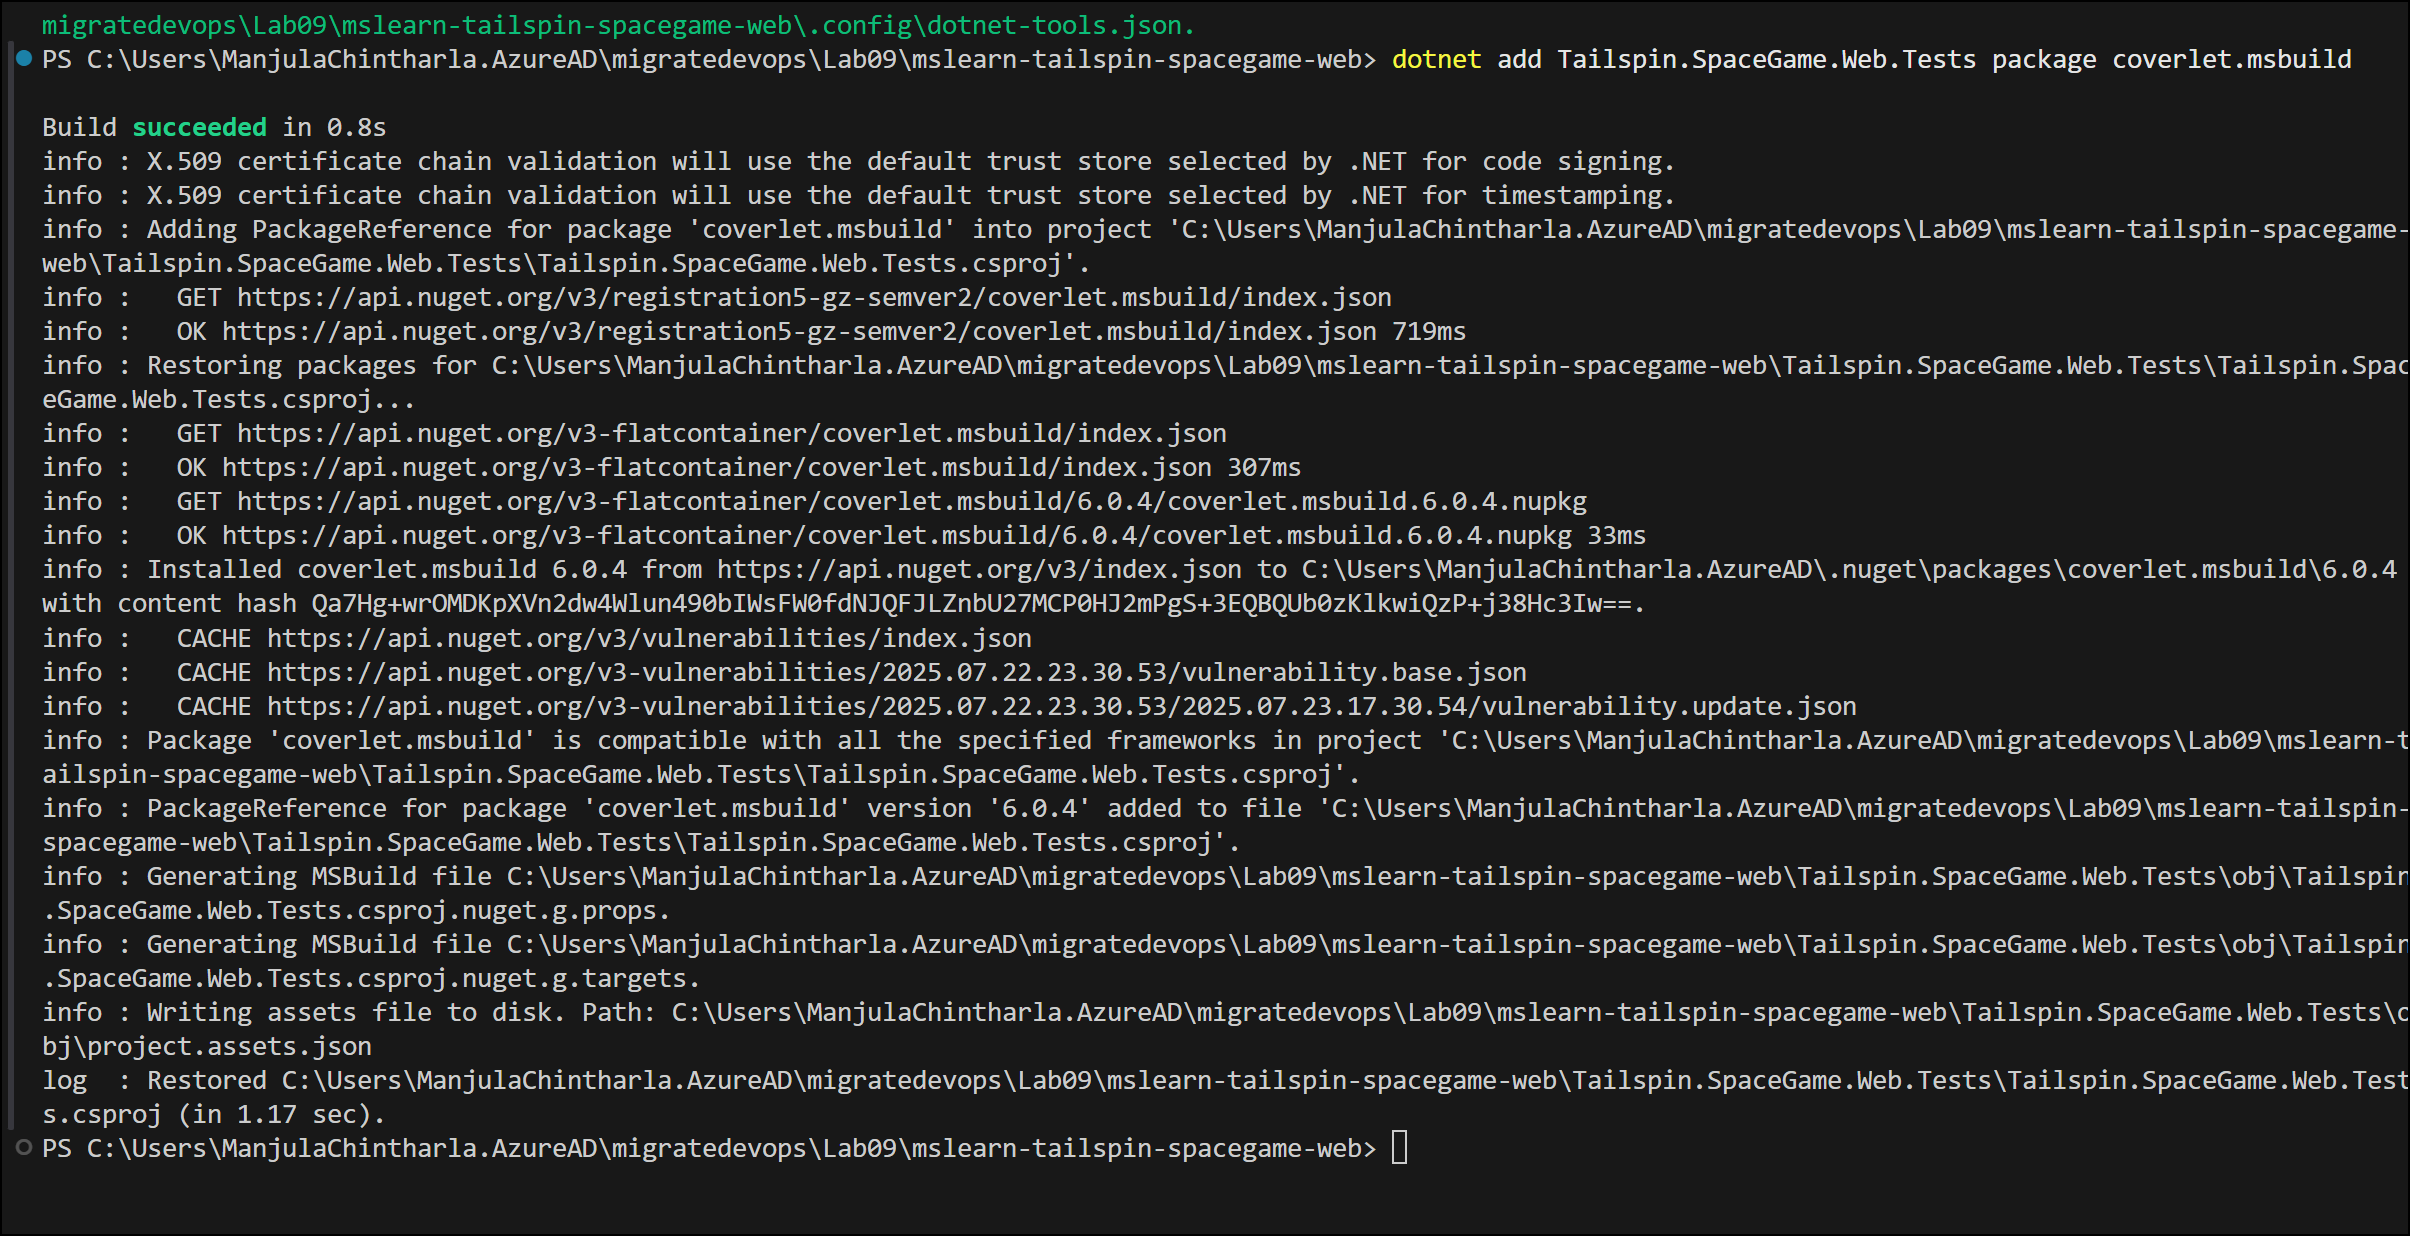 migratedevops\Lab09\mslearn-tailspin-spacegame-web\.config\dotnet-tools.json.
PS C:\Users\ManjulaChintharla.AzureAD\migratedevops\Lab09\mslearn-tailspin-spacegame-web> dotnet add Tailspin.SpaceGame.Web.Tests package coverlet.msbuild
Build succeeded in 0.8s
info : X.509 certificate chain validation will use the default trust store selected by .NET for code signing.
info : X.509 certificate chain validation will use the default trust store selected by .NET for timestamping.
info : Adding PackageReference for package 'coverlet.msbuild' into project 'C:\Users\ManjulaChintharla.AzureAD\migratedevops\Lab09\mslearn-tailspin-spacegame-
web\Tailspin.SpaceGame.Web.Tests\Tailspin.SpaceGame.Web.Tests.csproj'.
info :   GET https://api.nuget.org/v3/registration5-gz-semver2/coverlet.msbuild/index.json
info :   OK https://api.nuget.org/v3/registration5-gz-semver2/coverlet.msbuild/index.json 719ms
info : Restoring packages for C:\Users\ManjulaChintharla.AzureAD\migratedevops\Lab09\mslearn-tailspin-spacegame-web\Tailspin.SpaceGame.Web.Tests\Tailspin.Spac
eGame.Web.Tests.csproj...
info :   GET https://api.nuget.org/v3-flatcontainer/coverlet.msbuild/index.json
info :   OK https://api.nuget.org/v3-flatcontainer/coverlet.msbuild/index.json 307ms
info :   GET https://api.nuget.org/v3-flatcontainer/coverlet.msbuild/6.0.4/coverlet.msbuild.6.0.4.nupkg
info :   OK https://api.nuget.org/v3-flatcontainer/coverlet.msbuild/6.0.4/coverlet.msbuild.6.0.4.nupkg 33ms
info : Installed coverlet.msbuild 6.0.4 from https://api.nuget.org/v3/index.json to C:\Users\ManjulaChintharla.AzureAD\.nuget\packages\coverlet.msbuild\6.0.4
with content hash Qa7Hg+wrOMDKpXVn2dw4Wlun490bIWsFW0fdNJQFJLZnbU27MCP0HJ2mPgS+3EQBQUb0zKlkwiQzP+j38Hc3Iw==.
info :   CACHE https://api.nuget.org/v3/vulnerabilities/index.json
info :   CACHE https://api.nuget.org/v3-vulnerabilities/2025.07.22.23.30.53/vulnerability.base.json
info :   CACHE https://api.nuget.org/v3-vulnerabilities/2025.07.22.23.30.53/2025.07.23.17.30.54/vulnerability.update.json
info : Package 'coverlet.msbuild' is compatible with all the specified frameworks in project 'C:\Users\ManjulaChintharla.AzureAD\migratedevops\Lab09\mslearn-t
ailspin-spacegame-web\Tailspin.SpaceGame.Web.Tests\Tailspin.SpaceGame.Web.Tests.csproj'.
info : PackageReference for package 'coverlet.msbuild' version '6.0.4' added to file 'C:\Users\ManjulaChintharla.AzureAD\migratedevops\Lab09\mslearn-tailspin-
spacegame-web\Tailspin.SpaceGame.Web.Tests\Tailspin.SpaceGame.Web.Tests.csproj'.
info : Generating MSBuild file C:\Users\ManjulaChintharla.AzureAD\migratedevops\Lab09\mslearn-tailspin-spacegame-web\Tailspin.SpaceGame.Web.Tests\obj\Tailspin
.SpaceGame.Web.Tests.csproj.nuget.g.props.
info : Generating MSBuild file C:\Users\ManjulaChintharla.AzureAD\migratedevops\Lab09\mslearn-tailspin-spacegame-web\Tailspin.SpaceGame.Web.Tests\obj\Tailspin
.SpaceGame.Web.Tests.csproj.nuget.g.targets.
info : Writing assets file to disk. Path: C:\Users\ManjulaChintharla.AzureAD\migratedevops\Lab09\mslearn-tailspin-spacegame-web\Tailspin.SpaceGame.Web.Tests\o
bj\project.assets.json
log  : Restored C:\Users\ManjulaChintharla.AzureAD\migratedevops\Lab09\mslearn-tailspin-spacegame-web\Tailspin.SpaceGame.Web.Tests\Tailspin.SpaceGame.Web.Test
s.csproj (in 1.17 sec).
PS C:\Users\ManjulaChintharla.AzureAD\migratedevops\Lab09\mslearn-tailspin-spacegame-web>